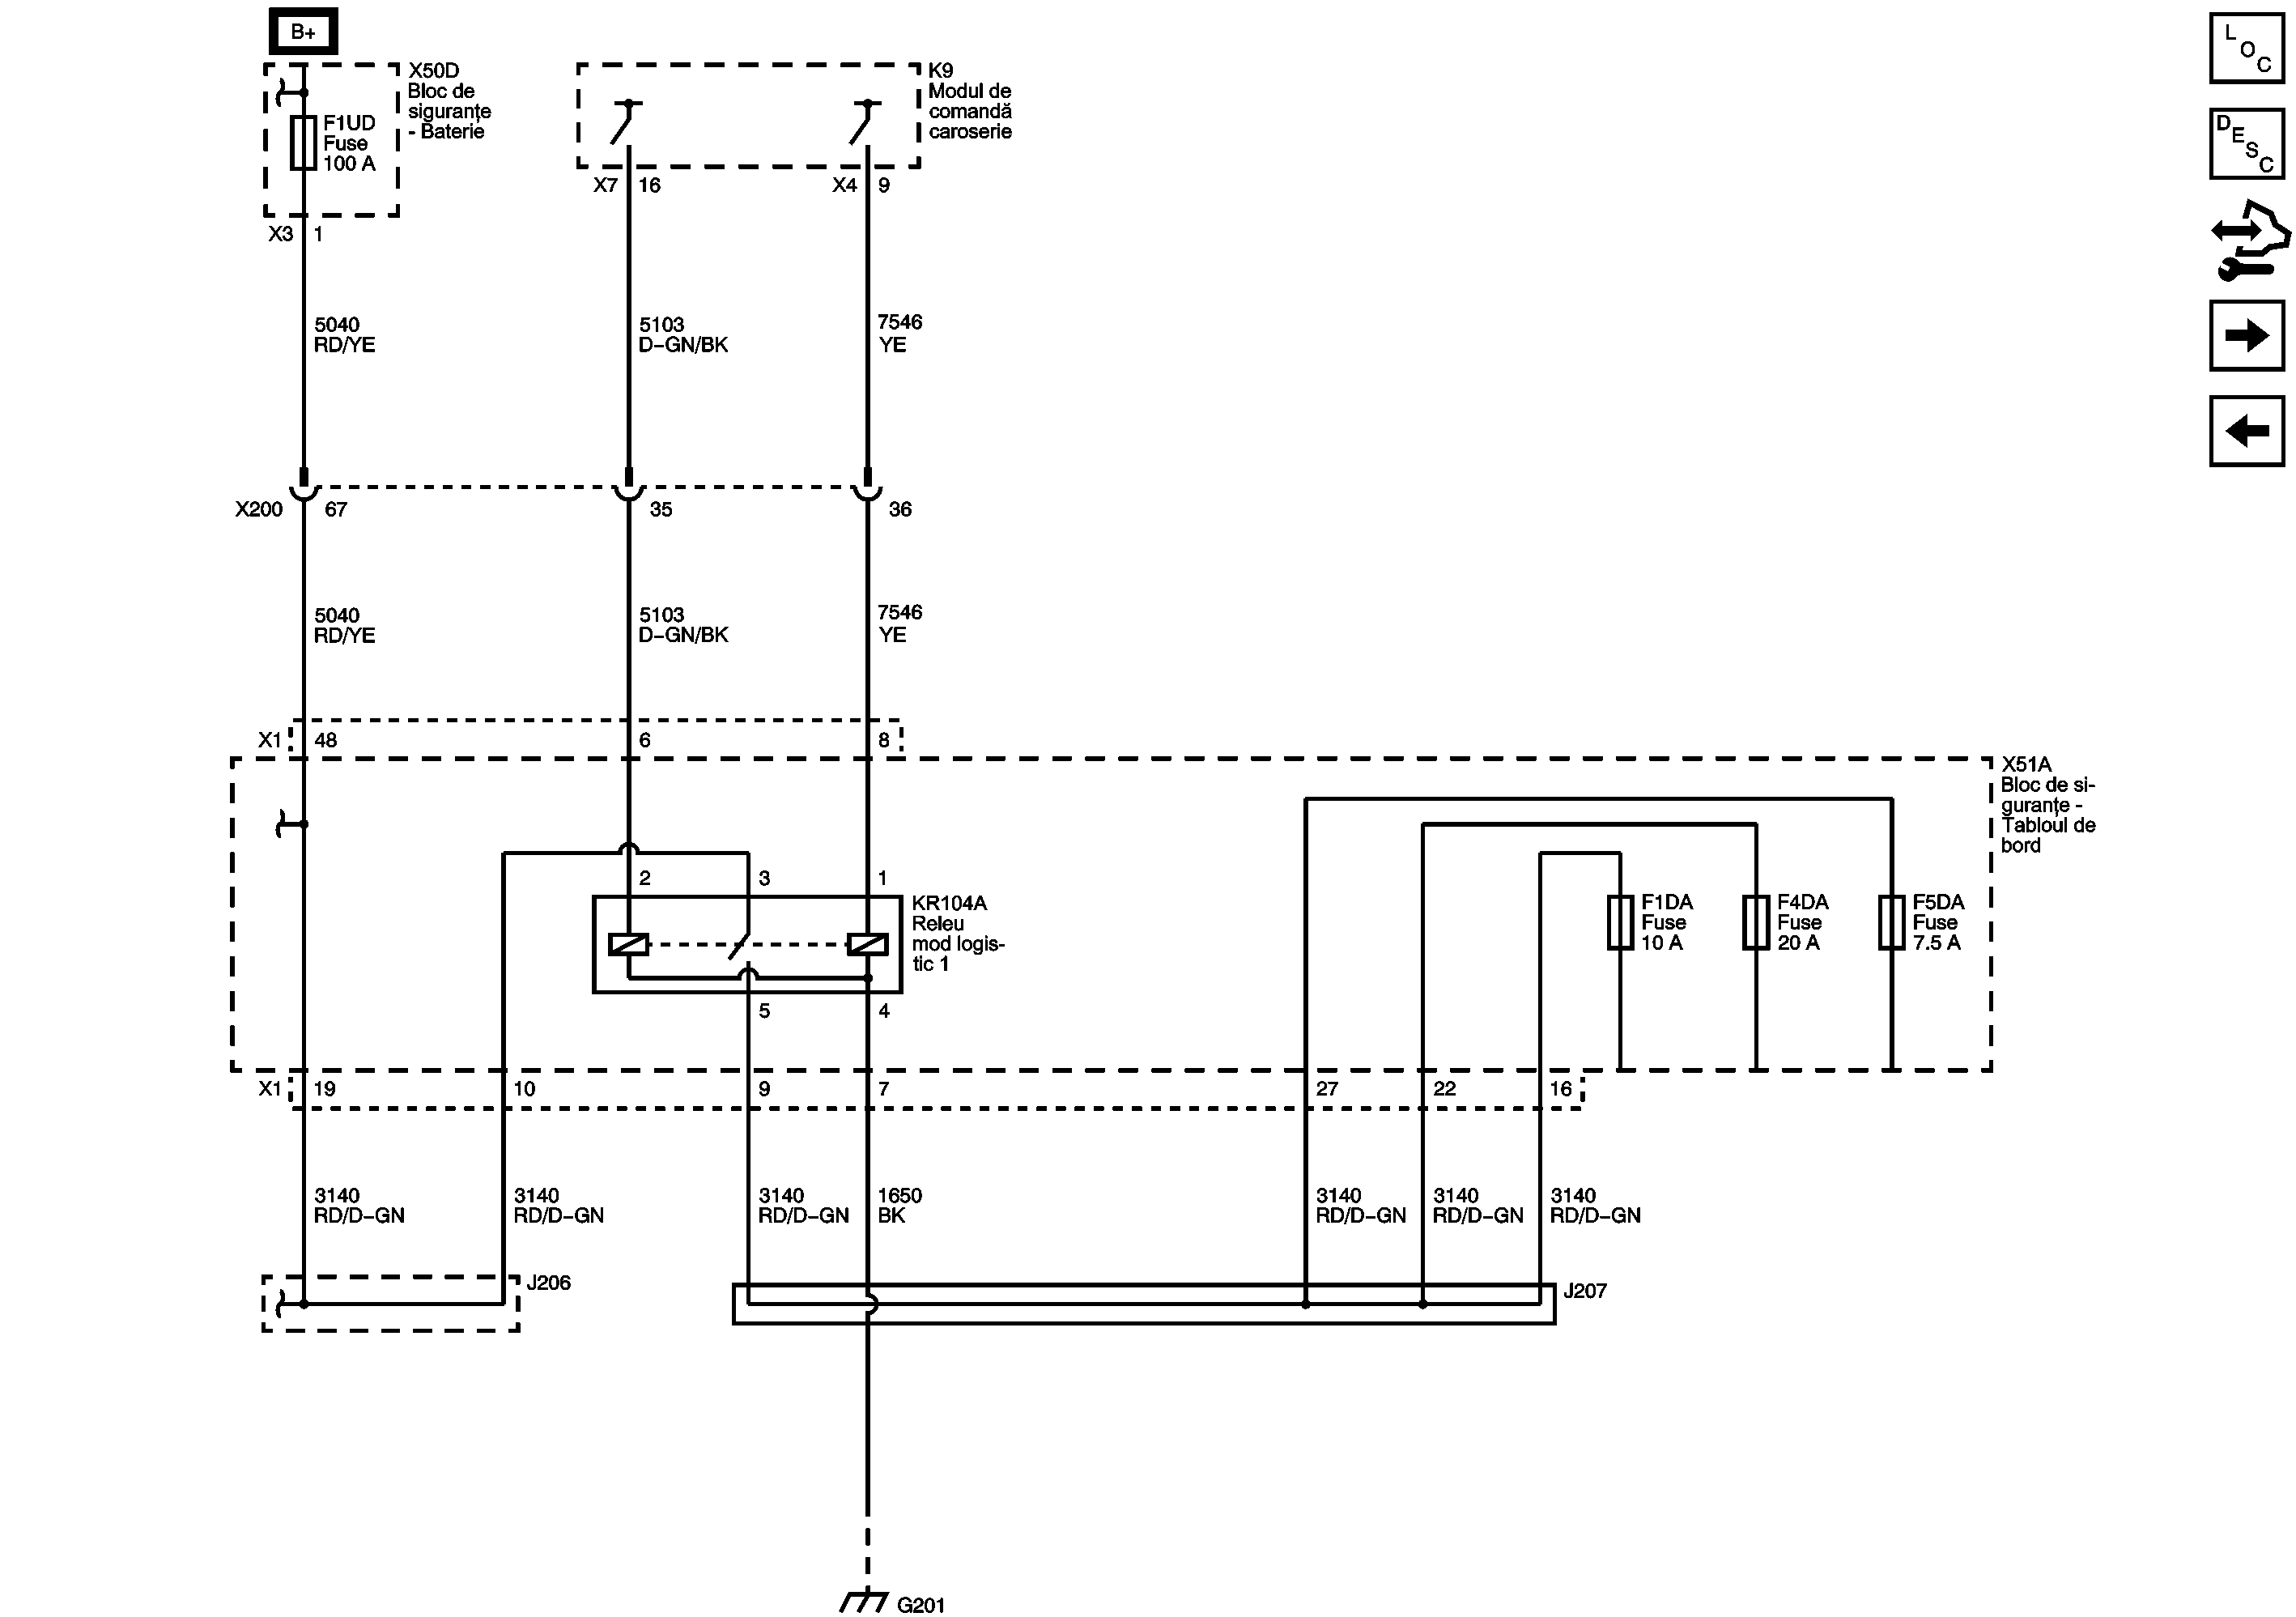 B+
X50D
Bloc de
siguranțe
- Baterie
F1UD
Fuse
100 A
X3 1
K9
Modul de
comandă
caroserie
X7 16
X4 9
L
O
C
D
E
S
C
5040
RD/YE
5103
D-GN/BK
7546
YE
X200 67
35
36
5040
RD/YE
5103
D-GN/BK
7546
YE
X1 48
6
8
X51A
Bloc de si-
guranțe -
Tabloul de
bord
2
3
1
KR104A
Releu
mod logis-
tic 1
5
4
F1DA
Fuse
10 A
F4DA
Fuse
20 A
F5DA
Fuse
7.5 A
X1 19
10
9
7
27
22
16
3140
RD/D-GN
3140
RD/D-GN
3140
RD/D-GN
1650
BK
3140
RD/D-GN
3140
RD/D-GN
3140
RD/D-GN
J206
J207
G201